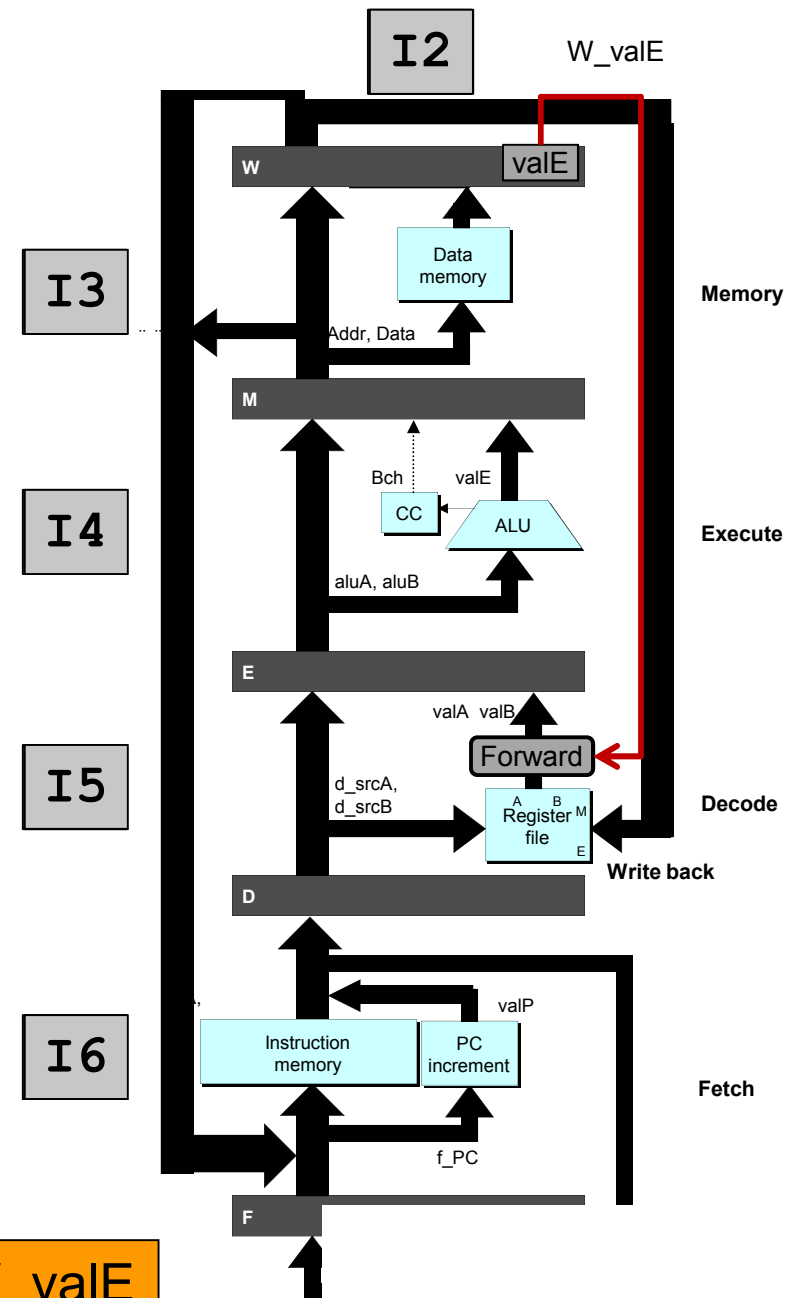 I2
W_valE
W
valE
Data
memory
I3
Memory
Addr, Data
M
Bch
valE
I4
CC
ALU
Execute
aluA, aluB
E
valA valB
Forward
I5
d_srcA,
d_srcB
A B
Register M
file
E
Decode
Write back
D
valP
I6
Instruction
memory
PC
increment
Fetch
f_PC
F
_valE